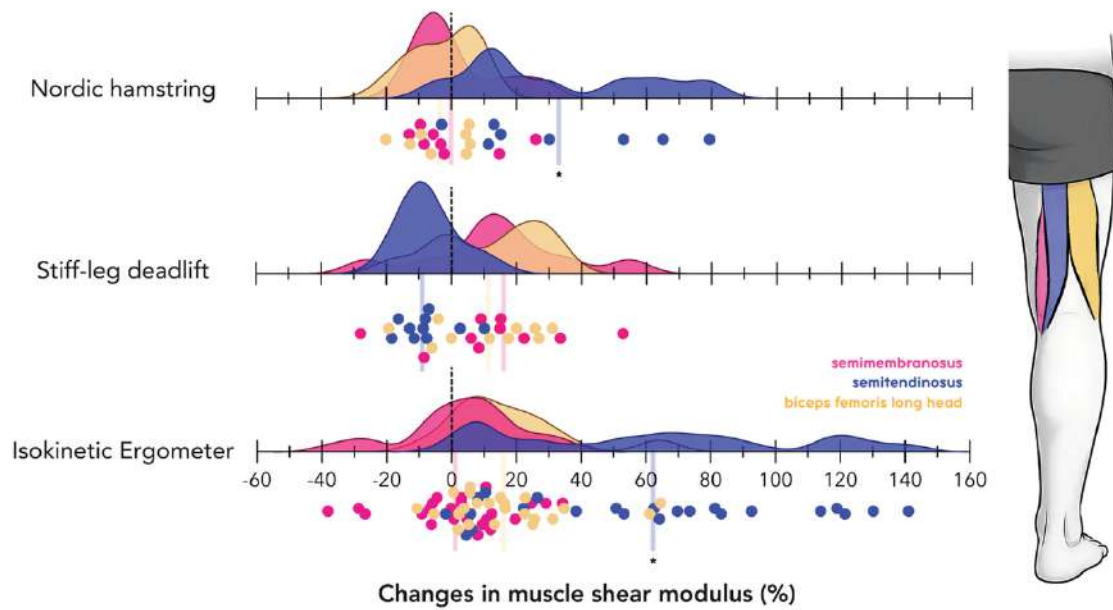 Nordic hamstring
*
Stiff-leg deadlift
semimembranosus
semitendinosus
biceps femoris long head
Isokinetic Ergometer
-60 -40 -20 0 20 40 60 80 100 120 140 160
*
Changes in muscle shear modulus (%)